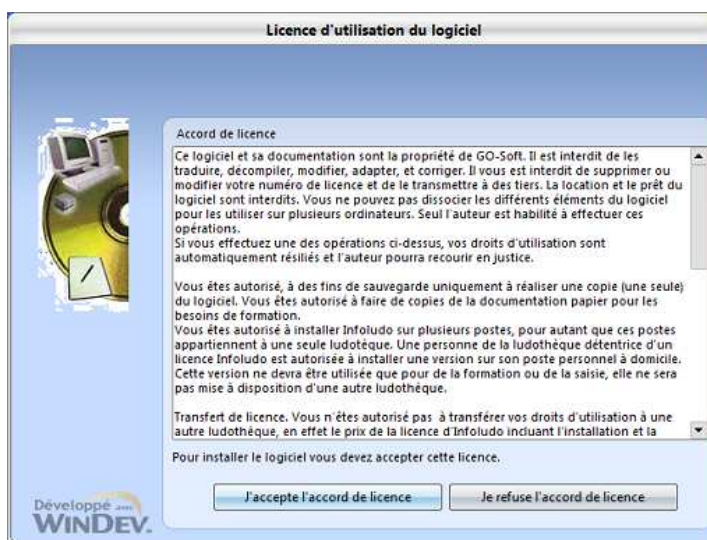 Licence d'utilisation du logiciel
Accord de licence
Ce logiciel et sa documentation sont la propriété de GO-Soft. Il est interdit de les
traduire, décompiler, modifier, adapter, et corriger. Il vous est interdit de supprimer ou
modifier votre numéro de licence et de le transmettre à des tiers. La location et le prêt du
logiciel sont interdits. Vous ne pouvez pas dissocier les différents éléments du logiciel
pour les utiliser sur plusieurs ordinateurs. Seul l'auteur est habilité à effectuer ces
opérations.
Si vous effectuez une des opérations ci-dessus, vos droits d'utilisation sont
automatiquement résiliés et l'auteur pourra recourir en justice.
Vous êtes autorisé, à des fins de sauvegarde uniquement à réaliser une copie (une seule)
du logiciel. Vous êtes autorisé à faire de copies de la documentation papier pour les
besoins de formation.
Vous êtes autorisé à installer Infoludo sur plusieurs postes, pour autant que ces postes
appartiennent à une seule ludotèque. Une personne de la ludothèque détentrice d'un
licence Infoludo est autorisée à installer une version sur son poste personnel à domicile.
Cette version ne devra être utilisée que pour de la formation ou de la saisie, elle ne sera
pas mise à disposition d'une autre ludothèque.
Transfert de licence. Vous n'êtes autorisé pas à transférer vos droits d'utilisation à une
autre ludothèque, en effet le prix de la licence d'Infoludo incluant l'installation et la
Pour installer le logiciel vous devez accepter cette licence.
J'accepte l'accord de licence
Je refuse l'accord de licence
Développé avec
WINDEV.